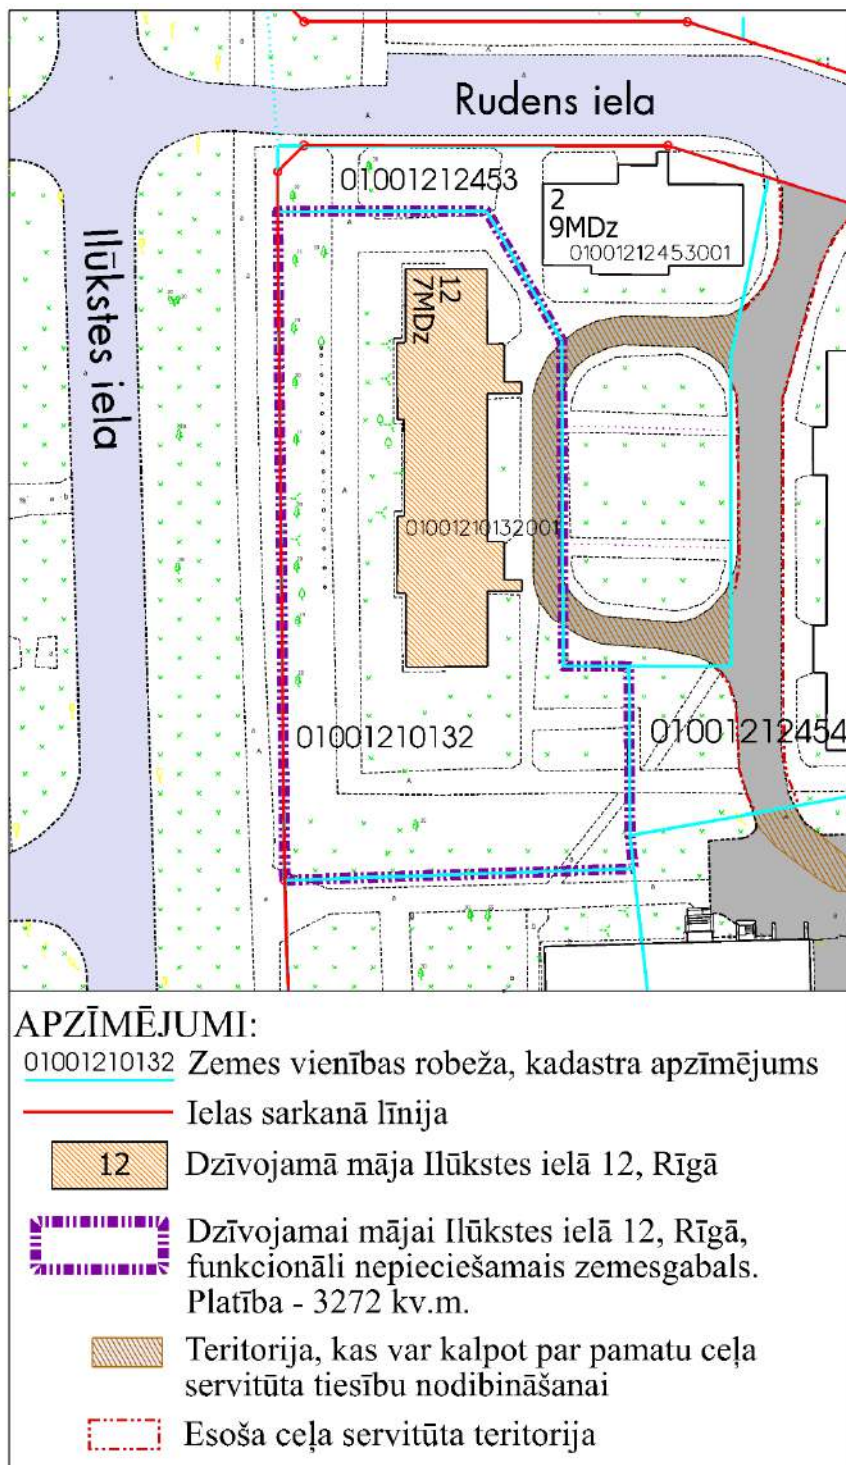 Rudens iela
01001212453
2
9MDz
01001212453001
Ilūkstes iela
12
7MDz
01001210132001
01001210132
01001212454
APZĪMĒJUMI:
01001210132 Zemes vienības robeža, kadastra apzīmējums
Ielas sarkanā līnija
12 Dzīvojamā māja Ilūkstes ielā 12, Rīgā
Dzīvojamai mājai Ilūkstes ielā 12, Rīgā,
funkcionāli nepieciešamais zemesgabals.
Platība - 3272 kv.m.
Teritorija, kas var kalpot par pamatu ceļa
servitūta tiesību nodibināšanai
Esoša ceļa servitūta teritorija